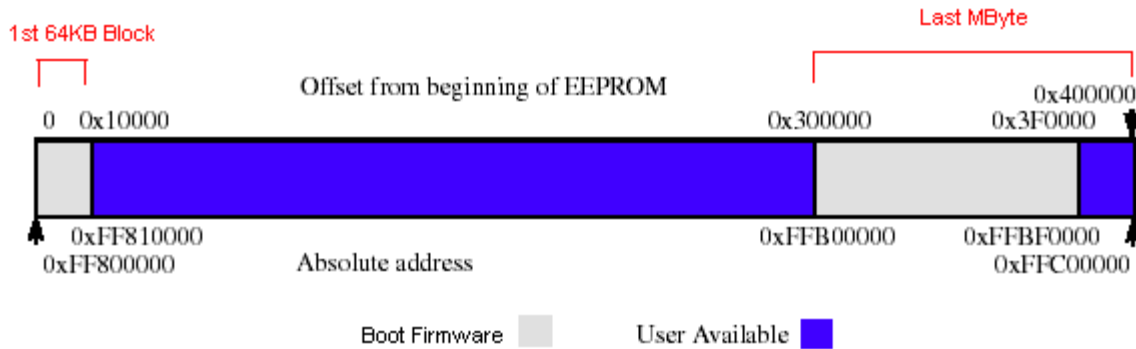 Last MByte
1st 64KB Block
Offset from beginning of EEPROM
0x400000
0 0x10000 0x300000 0x3F0000
0xFF810000 0xFFB00000 0xFFBF0000
0xFF800000 Absolute address 0xFFC00000
Boot Firmware User Available